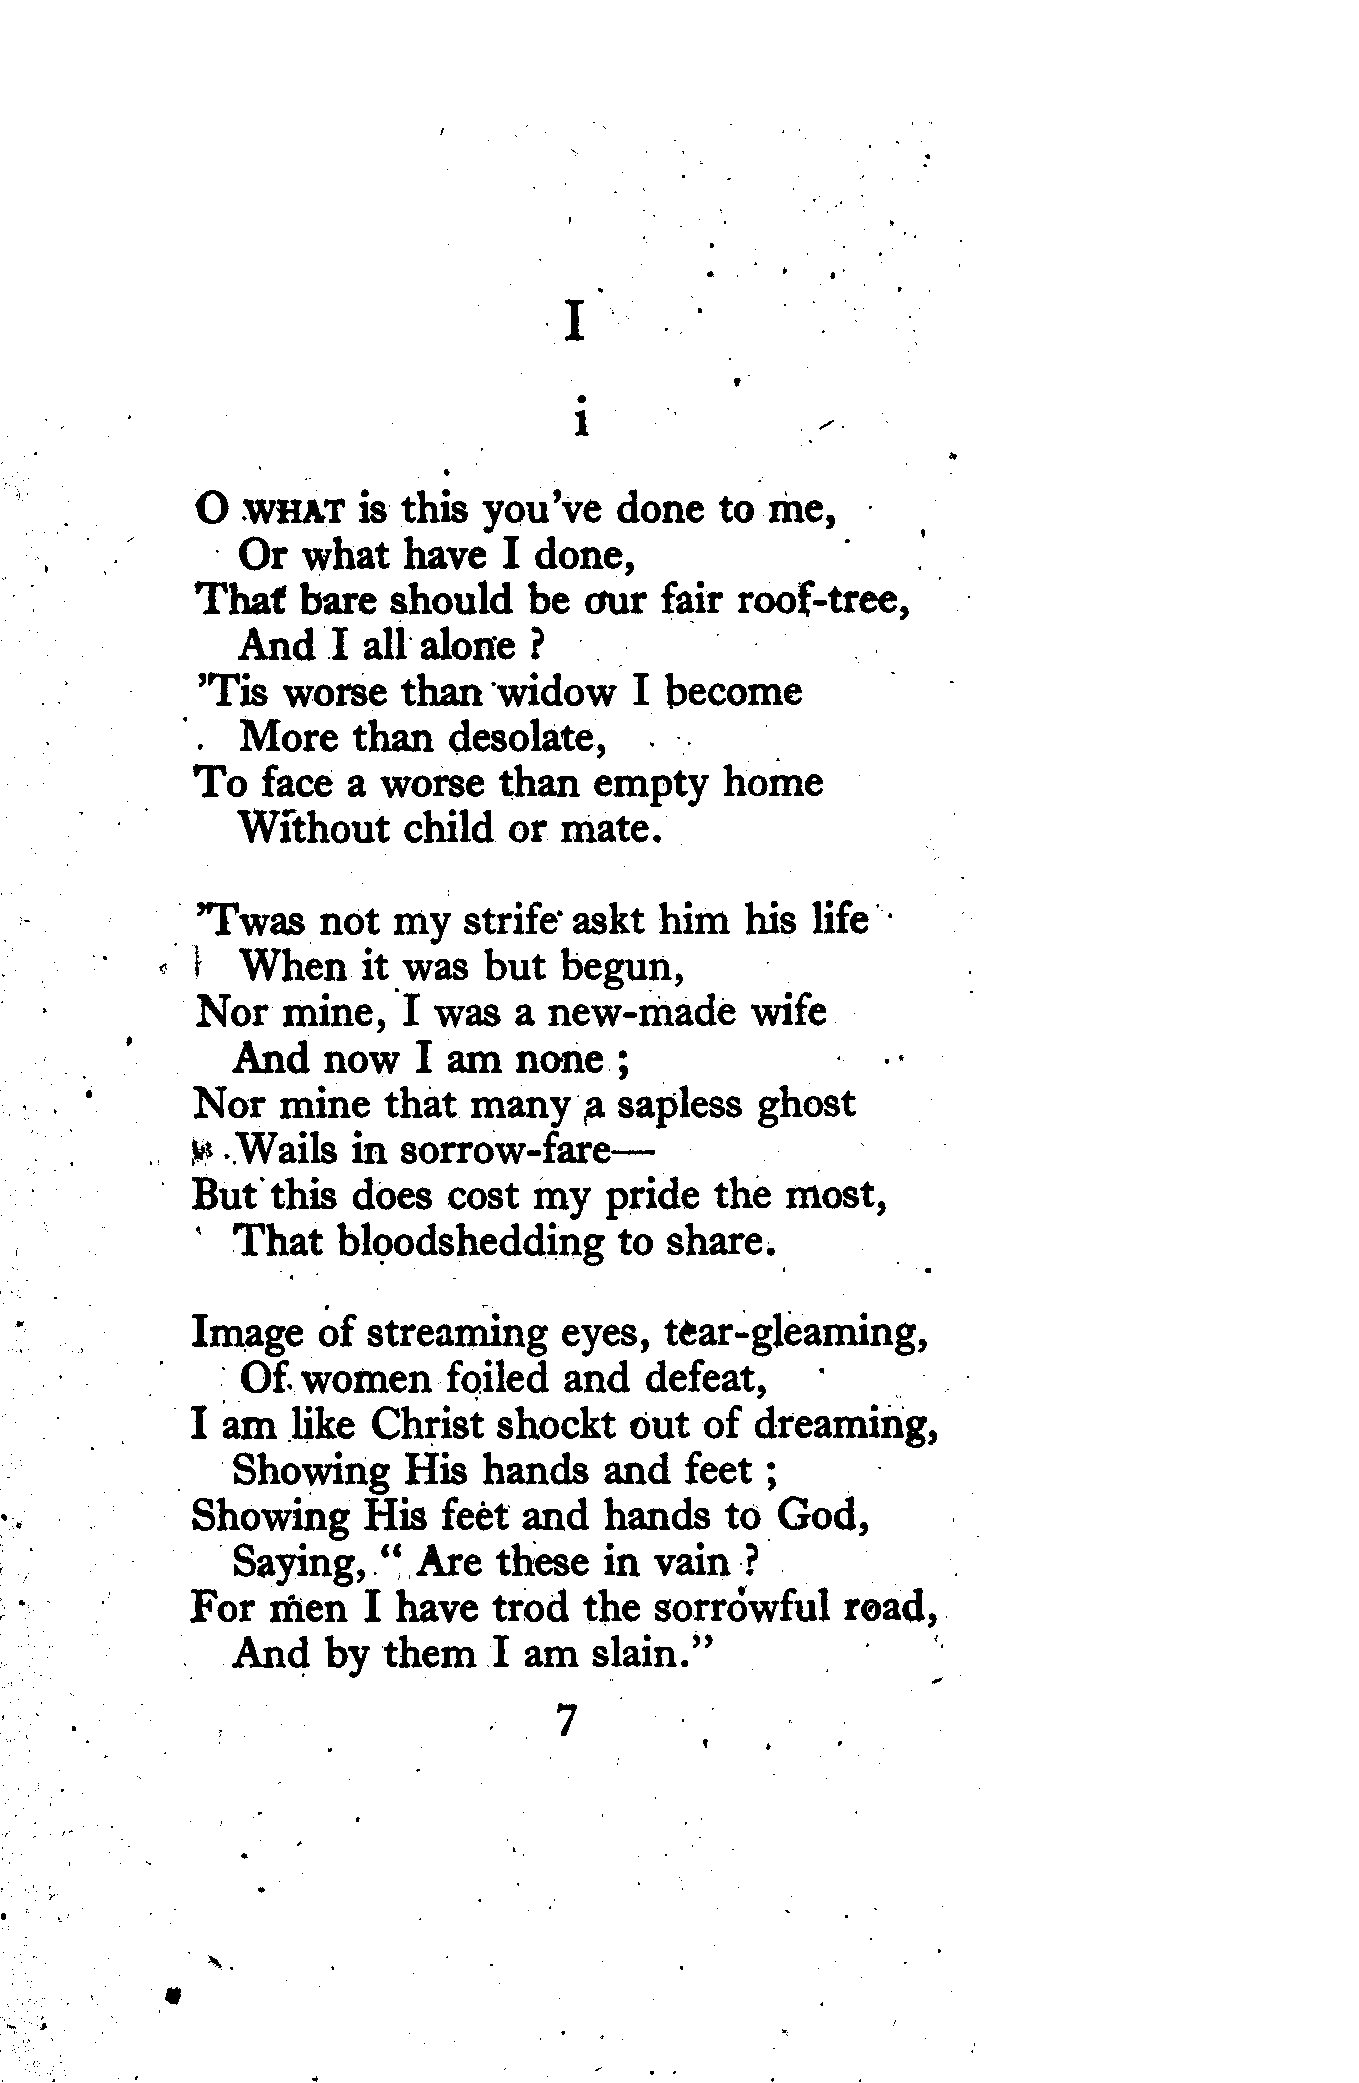 I
i
O WHAT is this you've done to me,
Or what have I done,
That bare should be our fair roof-tree,
And I all alone ?
'Tis worse than widow I become
More than desolate,
To face a worse than empty home
Without child or mate.
'Twas not my strife askt him his life
When it was but begun,
Nor mine, I was a new-made wife
And now I am none ;
Nor mine that many a sapless ghost
Wails in sorrow-fare—
But this does cost my pride the most,
That bloodshedding to share.
Image of streaming eyes, tear-gleaming,
Of women foiled and defeat,
I am like Christ shockt out of dreaming,
Showing His hands and feet ;
Showing His feet and hands to God,
Saying, “ Are these in vain ?
For men I have trod the sorrowful road,
And by them I am slain.”
7